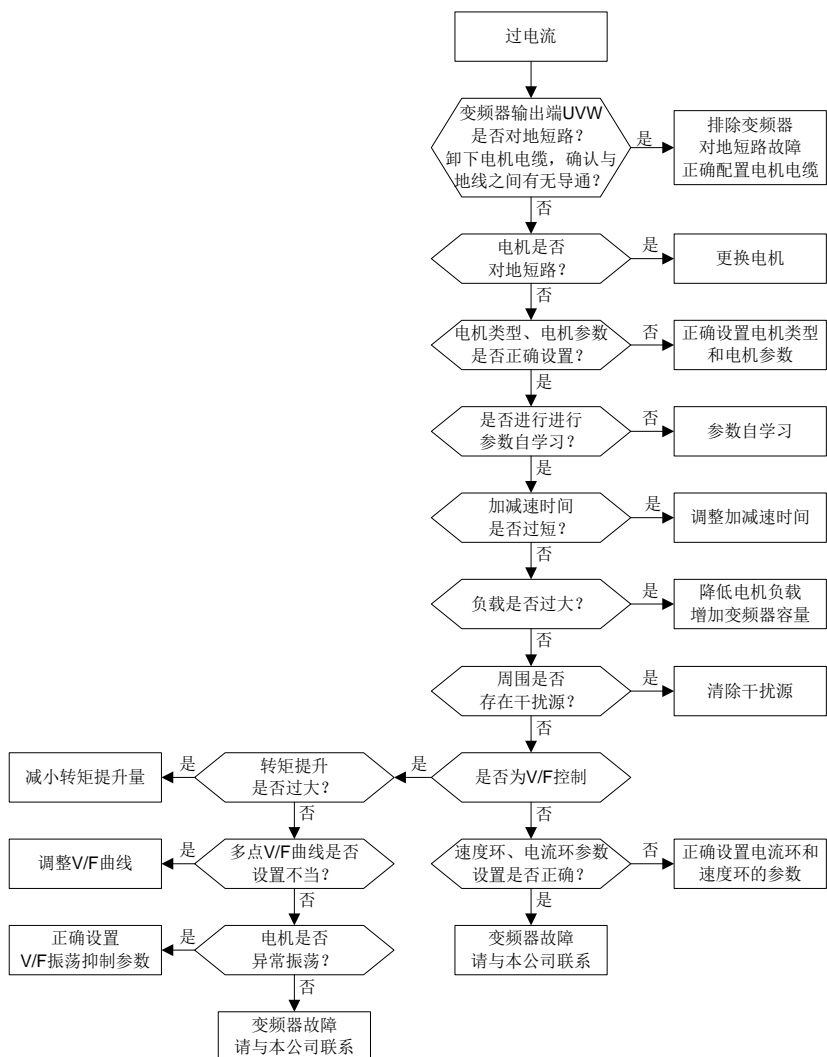 过电流
变频器输出端UVW
是否对地短路？
卸下电机电缆，确认与
地线之间有无导通？
是
排除变频器
对地短路故障
正确配置电机电缆
否
电机是否
对地短路？
是
更换电机
否
电机类型、电机参数
是否正确设置？
否
正确设置电机类型
和电机参数
是
是否进行进行
参数自学习？
否
参数自学习
是
加减速时间
是否过短？
是
调整加减速时间
否
负载是否过大？
是
降低电机负载
增加变频器容量
否
周围是否
存在干扰源？
是
清除干扰源
否
是否为V/F控制
是
转矩提升
是否过大？
是
减小转矩提升量
否
多点V/F曲线是否
设置不当？
是
调整V/F曲线
否
电机是否
异常振荡？
是
正确设置
V/F振荡抑制参数
否
变频器故障
请与本公司联系
否
速度环、电流环参数
设置是否正确？
否
正确设置电流环和
速度环的参数
是
变频器故障
请与本公司联系